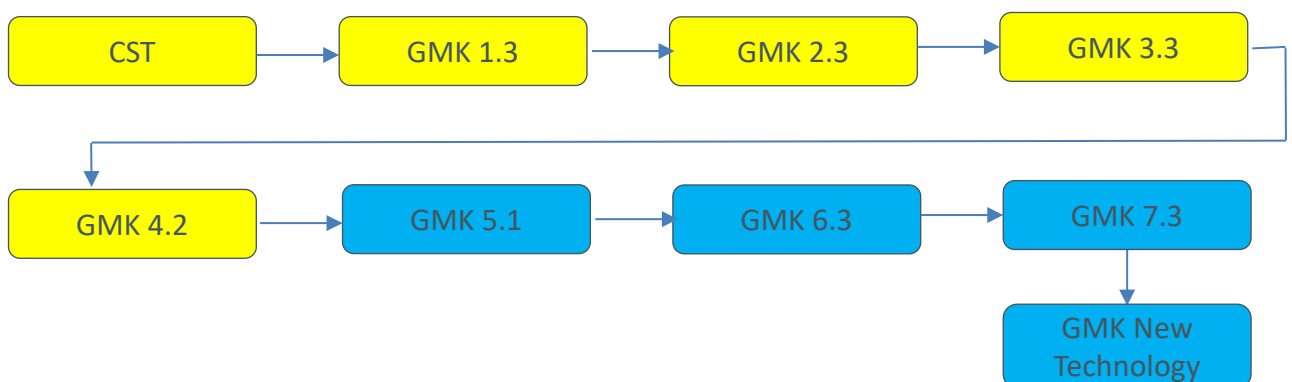 CST
GMK 1.3
GMK 2.3
GMK 3.3
GMK 4.2
GMK 5.1
GMK 6.3
GMK 7.3
GMK New
Technology